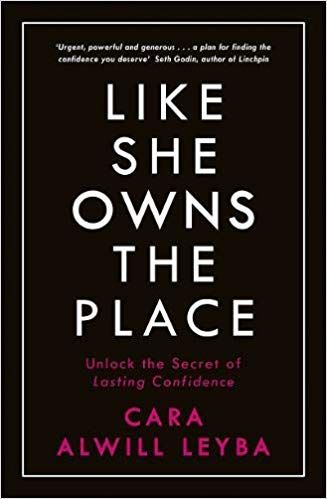 'Urgent, powerful and generous . . . a plan for finding the
confidence you deserve' Seth Godin, author of Linchpin
LIKE
SHE
OWNS
THE
PLACE
Unlock the Secret of
Lasting Confidence
CARA
ALWILL LEYBA